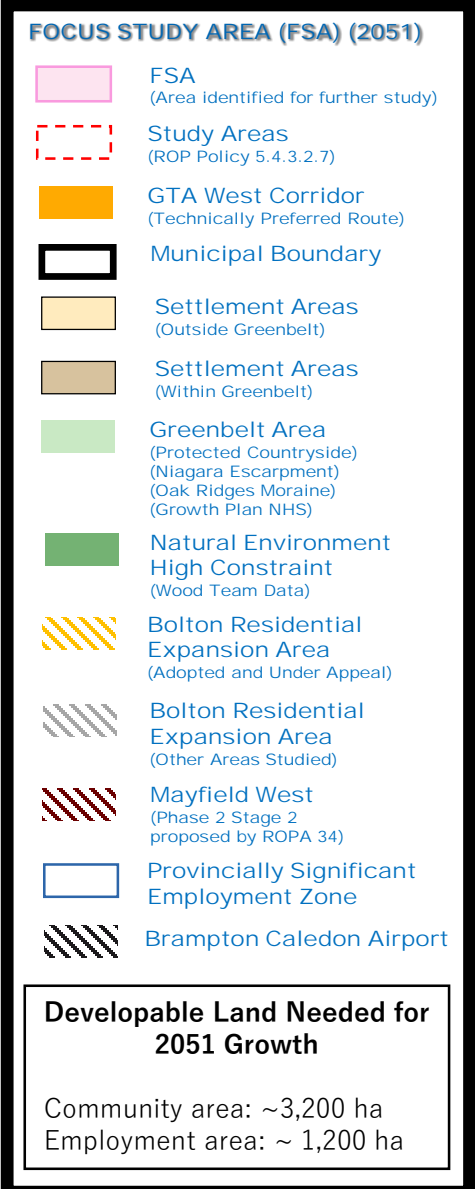 FOCUS STUDY AREA (FSA) (2051)
FSA
(Area identified for further study)
Study Areas
(ROP Policy 5.4.3.2.7)
GTA West Corridor
(Technically Preferred Route)
Municipal Boundary
Settlement Areas
(Outside Greenbelt)
Settlement Areas
(Within Greenbelt)
Greenbelt Area
(Protected Countryside)
(Niagara Escarpment)
(Oak Ridges Moraine)
(Growth Plan NHS)
Natural Environment
High Constraint
(Wood Team Data)
Bolton Residential
Expansion Area
(Adopted and Under Appeal)
Bolton Residential
Expansion Area
(Other Areas Studied)
Mayfield West
(Phase 2 Stage 2
proposed by ROPA 34)
Provincially Significant
Employment Zone
Brampton Caledon Airport
Developable Land Needed for
2051 Growth
Community area: ~3,200 ha
Employment area: ~ 1,200 ha